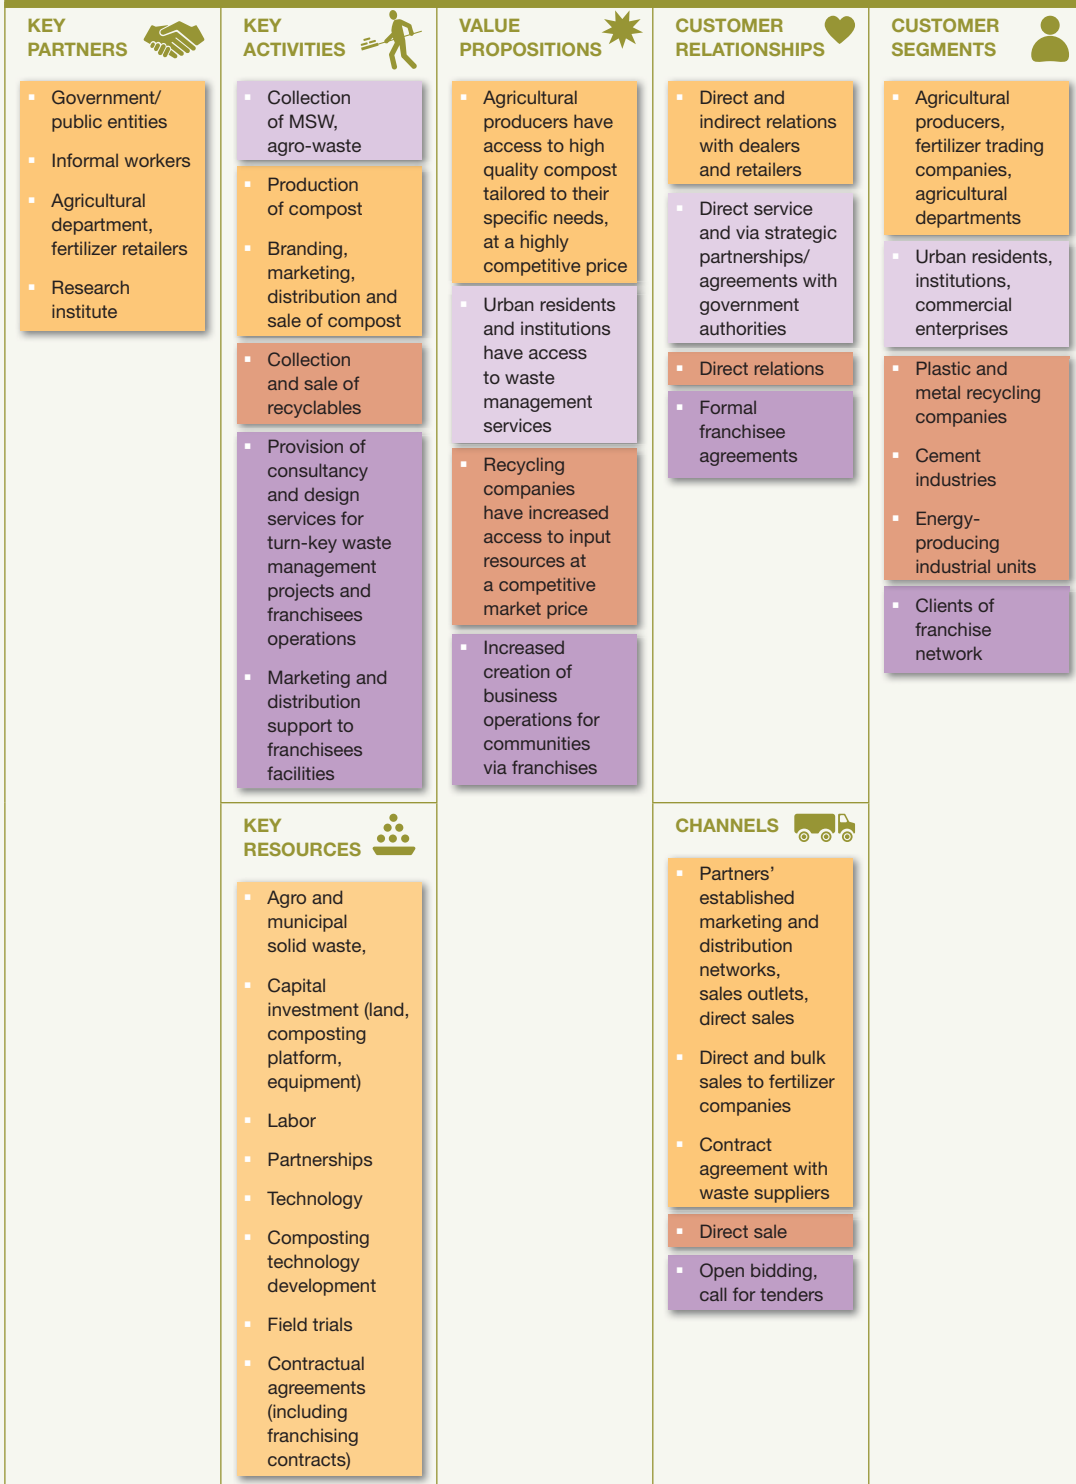 KEY
PARTNERS
Government/
public entities
Informal workers
Agricultural
department,
fertilizer retailers
Research
institute
KEY
ACTIVITIES
Collection
of MSW,
agro-waste
Production
of compost
Branding,
marketing,
distribution and
sale of compost
Collection
and sale of
recyclables
Provision of
consultancy
and design
services for
turn-key waste
management
projects and
franchisees
operations
Marketing and
distribution
support to
franchisees
facilities
KEY
RESOURCES
Agro and
municipal
solid waste,
Capital
investment (land,
composting
platform,
equipment)
Labor
Partnerships
Technology
Composting
technology
development
Field trials
Contractual
agreements
(including
franchising
contracts)
VALUE
PROPOSITIONS
Agricultural
producers have
access to high
quality compost
tailored to their
specific needs,
at a highly
competitive price
Urban residents
and institutions
have access
to waste
management
services
Recycling
companies
have increased
access to input
resources at
a competitive
market price
Increased
creation of
business
operations for
communities
via franchises
CUSTOMER
RELATIONSHIPS
Direct and
indirect relations
with dealers
and retailers
Direct service
and via strategic
partnerships/
agreements with
government
authorities
Direct relations
Formal
franchisee
agreements
CHANNELS
Partners'
established
marketing and
distribution
networks,
sales outlets,
direct sales
Direct and bulk
sales to fertilizer
companies
Contract
agreement with
waste suppliers
Direct sale
Open bidding,
call for tenders
CUSTOMER
SEGMENTS
Agricultural
producers,
fertilizer trading
companies,
agricultural
departments
Urban residents,
institutions,
commercial
enterprises
Plastic and
metal recycling
companies
Cement
industries
Energy-
producing
industrial units
Clients of
franchise
network